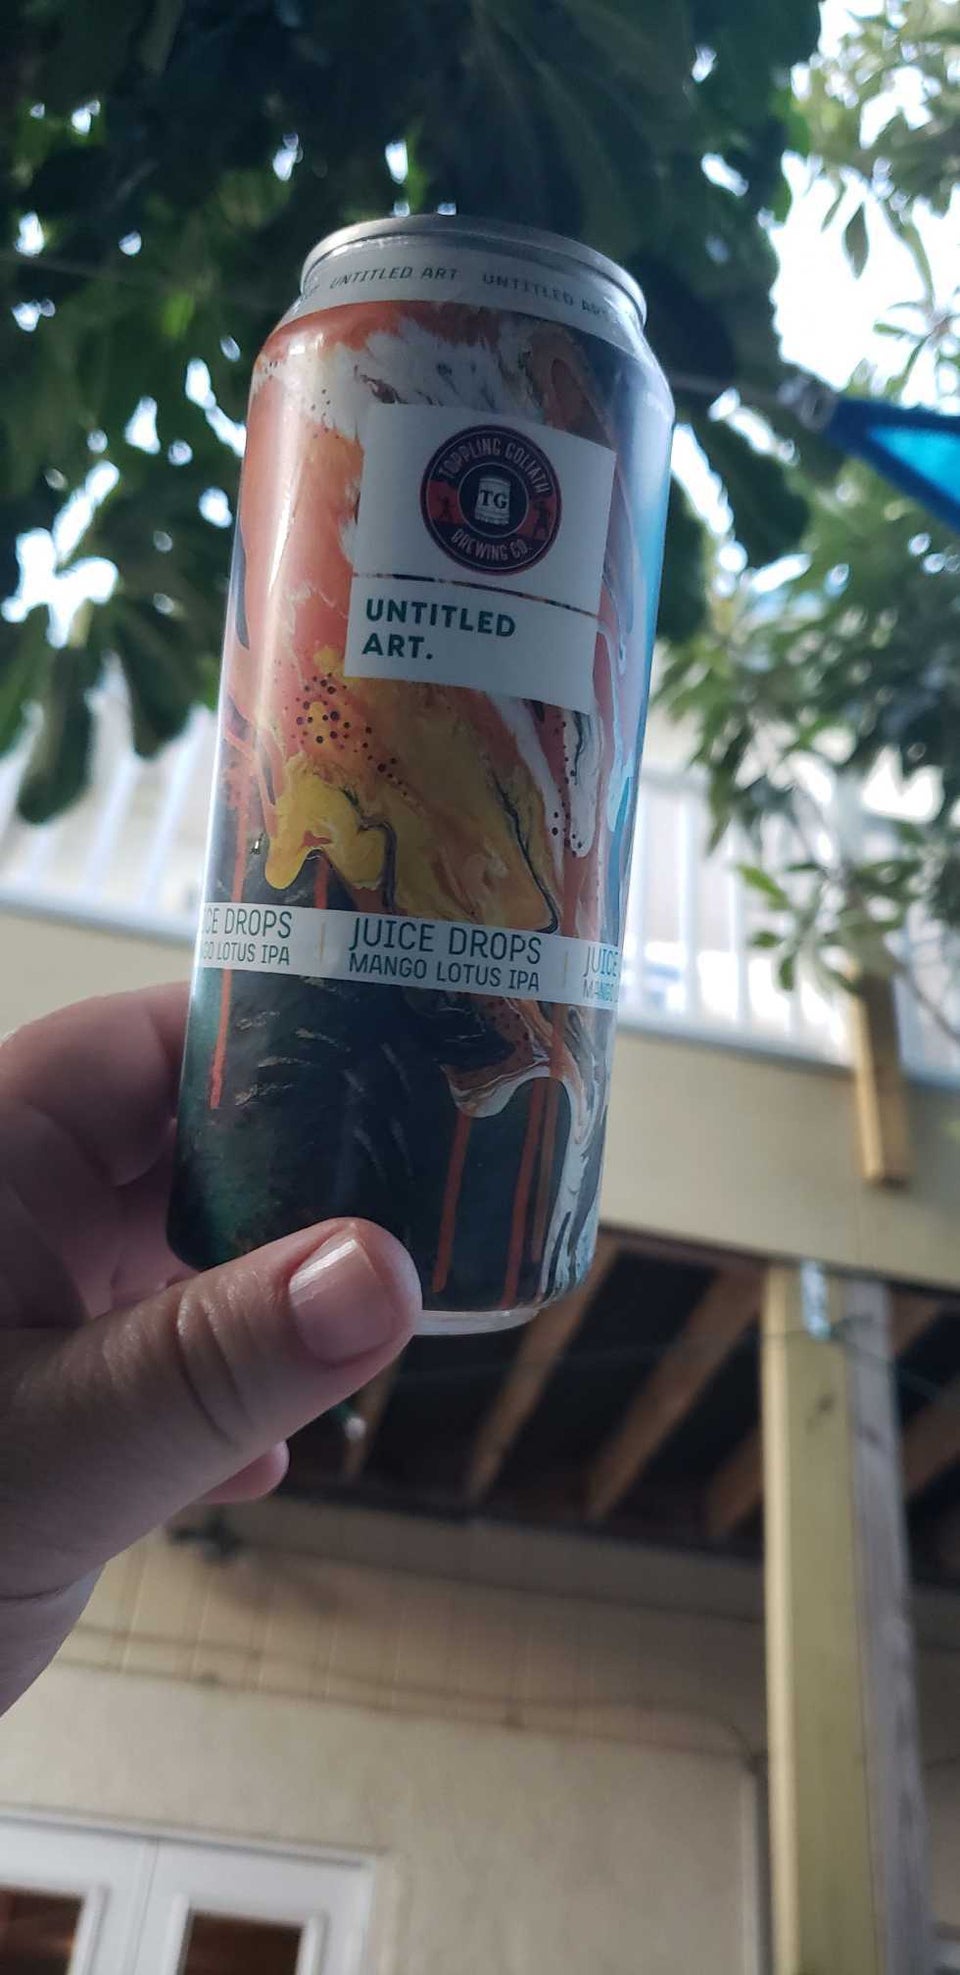 UNTITLED ART UNTITLED ART
TOPPLING GOLIATH
TG
BREWING CO.
UNTITLED
ART.
JUICE DROPS
MANGO LOTUS IPA
DROPS
LOTUS IPA
JUICE